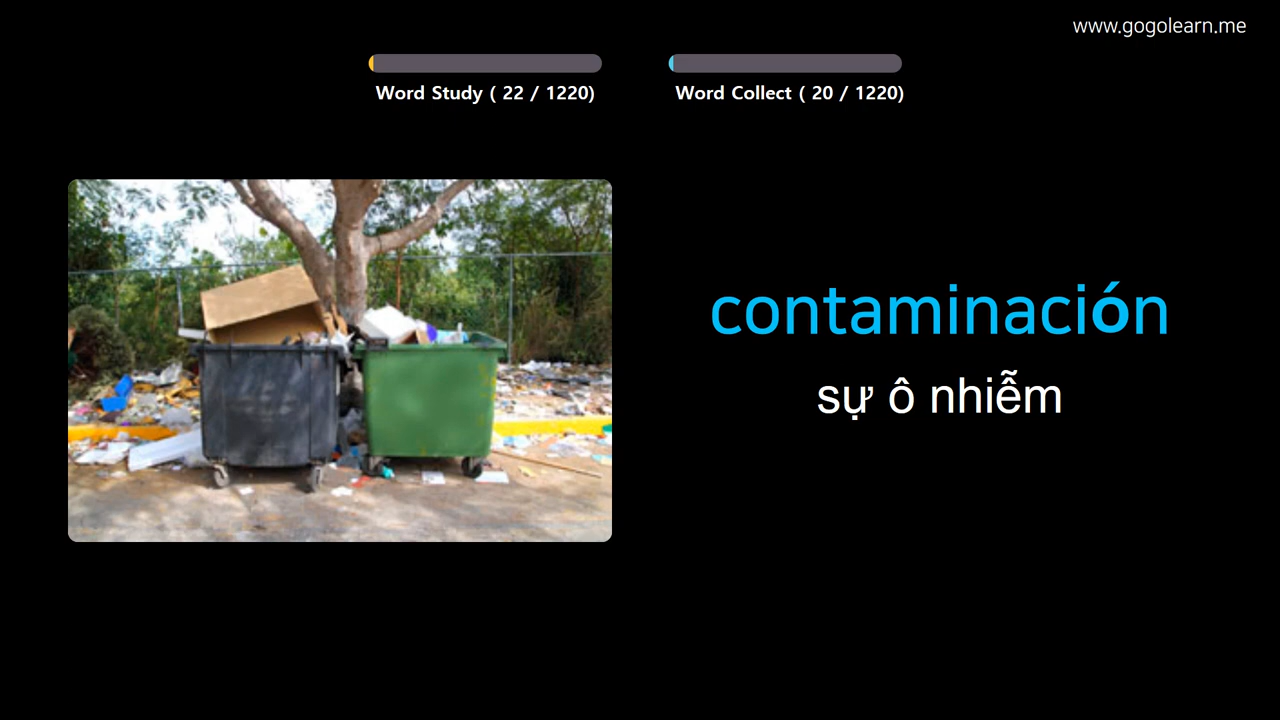 www.gogolearn.me
Word Study ( 22 / 1220)
Word Collect ( 20 / 1220)
contaminación
sự ô nhiễm